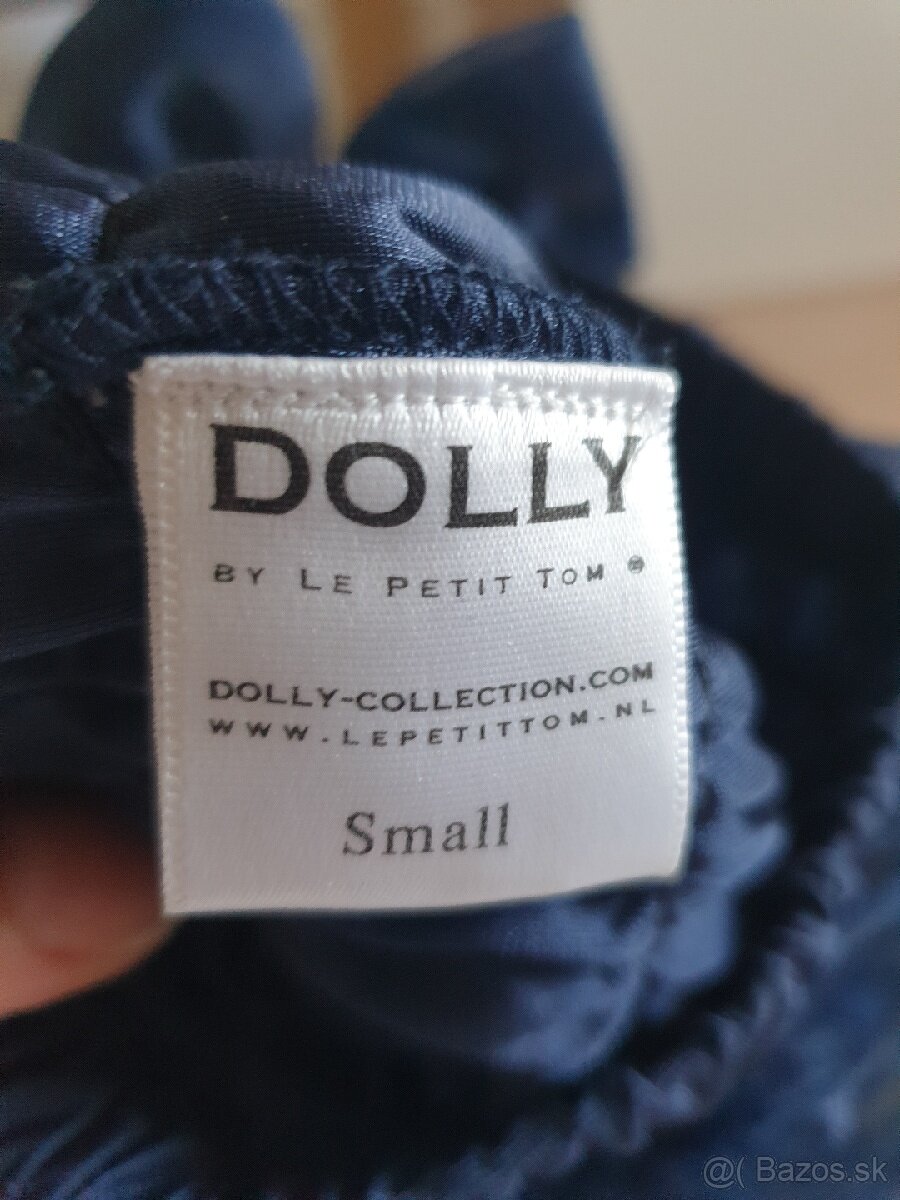 DOLLY
BY LE PETIT TOM ®
DOLLY-COLLECTION.COM
WWW.LEPETITTOM.NL
Small
@( Bazos.sk